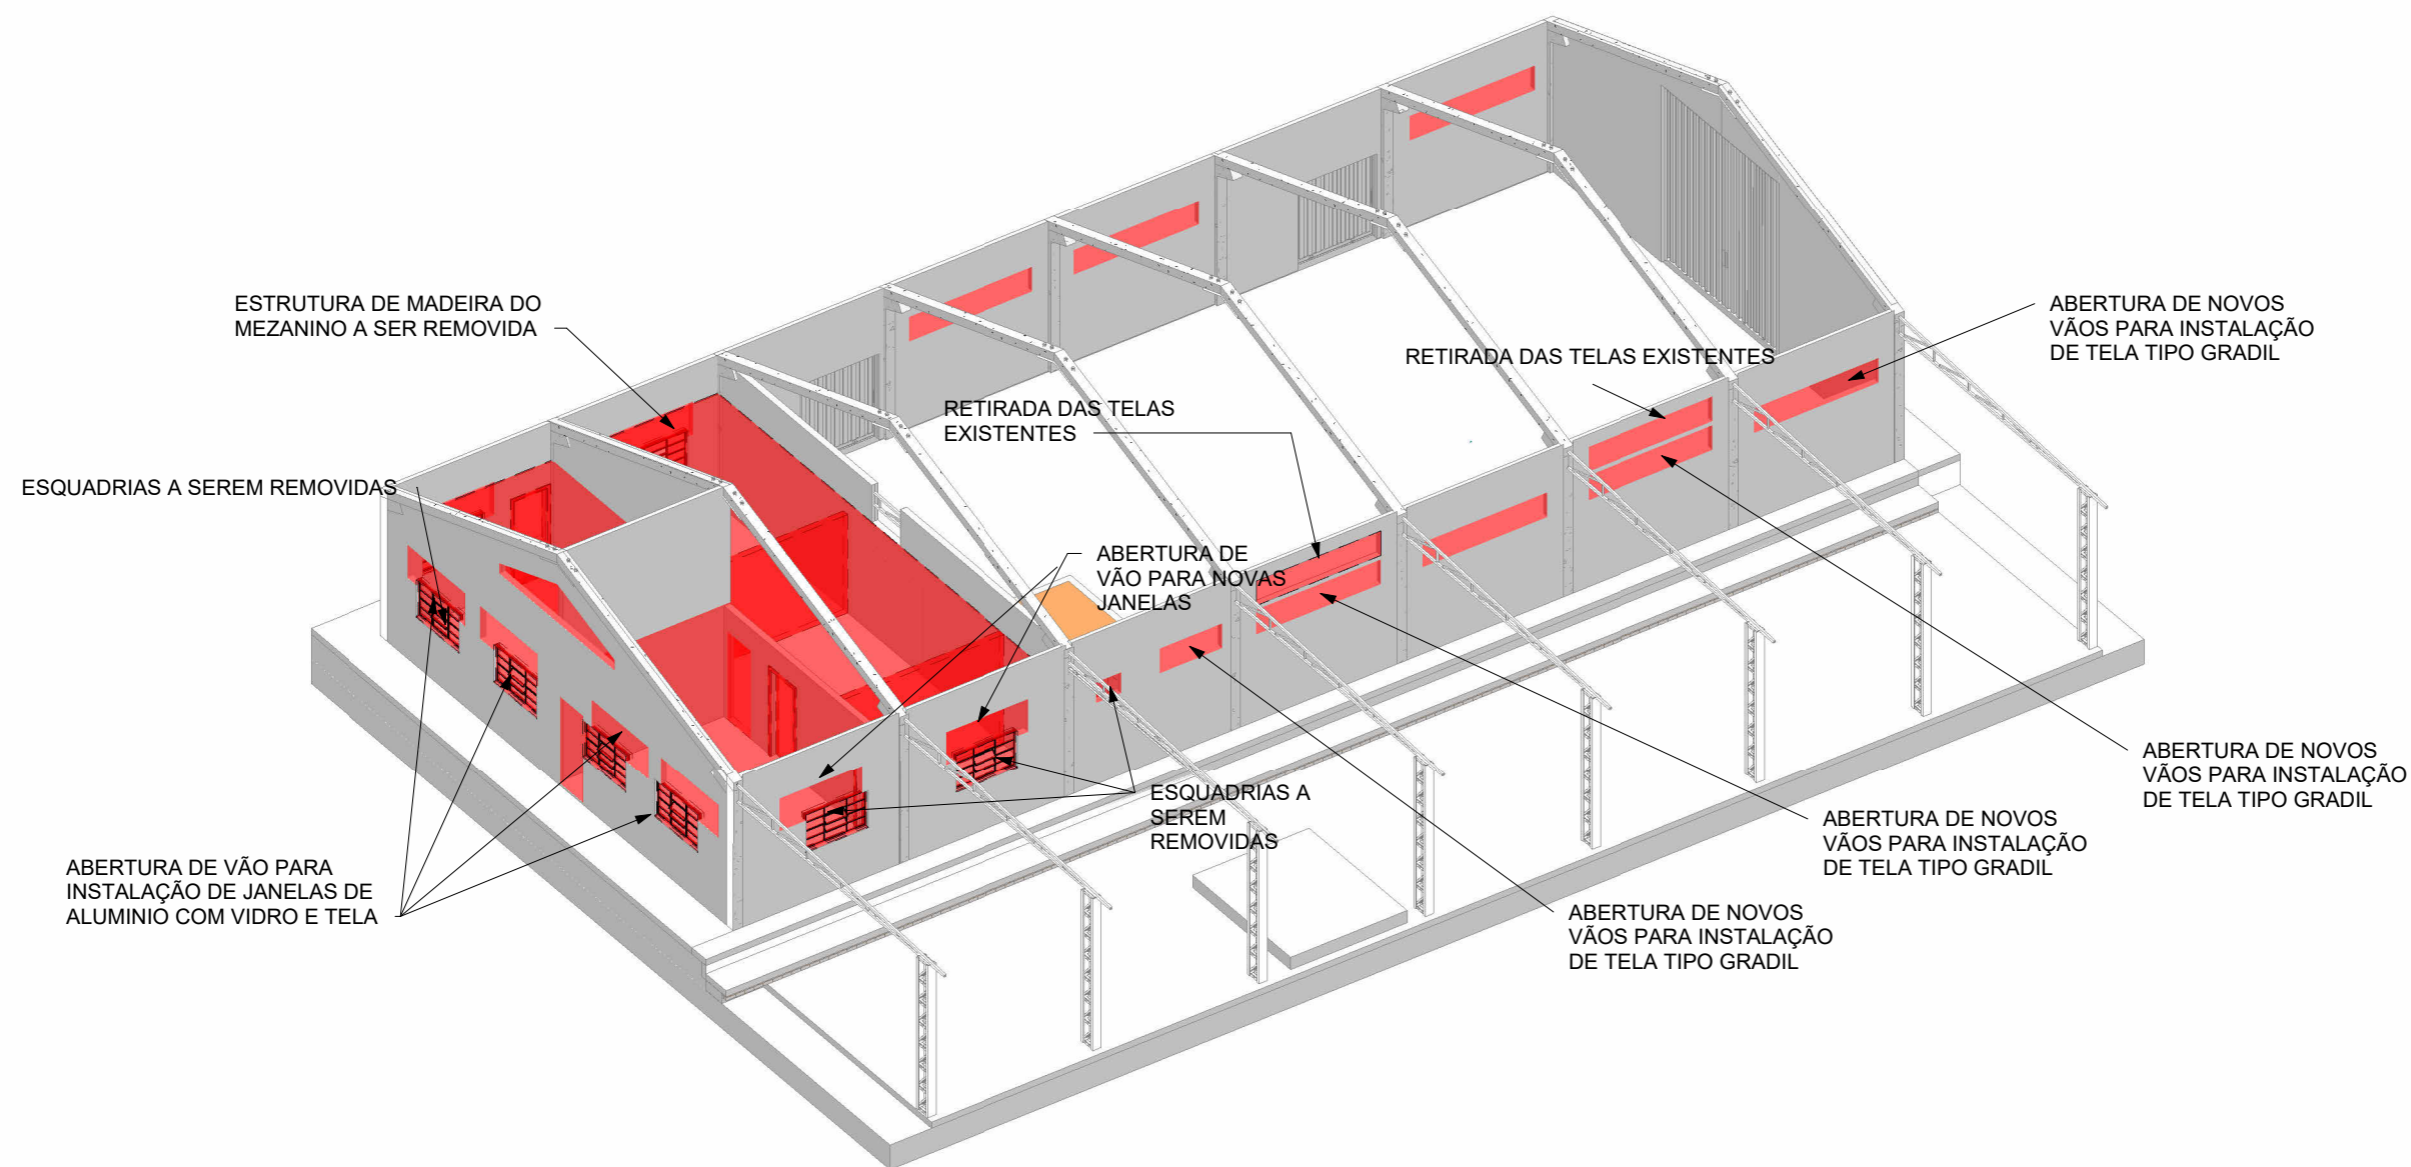 ESTRUTURA DE MADEIRA DO
MEZANINO A SER REMOVIDA
ABERTURA DE NOVOS
VÃOS PARA INSTALAÇÃO
DE TELA TIPO GRADIL
RETIRADA DAS TELAS EXISTENTES
RETIRADA DAS TELAS
EXISTENTES
ESQUADRIAS A SEREM REMOVIDAS
ABERTURA DE
VÃO PARA NOVAS
JANELAS
ABERTURA DE NOVOS
VÃOS PARA INSTALAÇÃO
DE TELA TIPO GRADIL
ESQUADRIAS A
SEREM
REMOVIDAS
ABERTURA DE NOVOS
VÃOS PARA INSTALAÇÃO
DE TELA TIPO GRADIL
ABERTURA DE VÃO PARA
INSTALAÇÃO DE JANELAS DE
ALUMINIO COM VIDRO E TELA
ABERTURA DE NOVOS
VÃOS PARA INSTALAÇÃO
DE TELA TIPO GRADIL